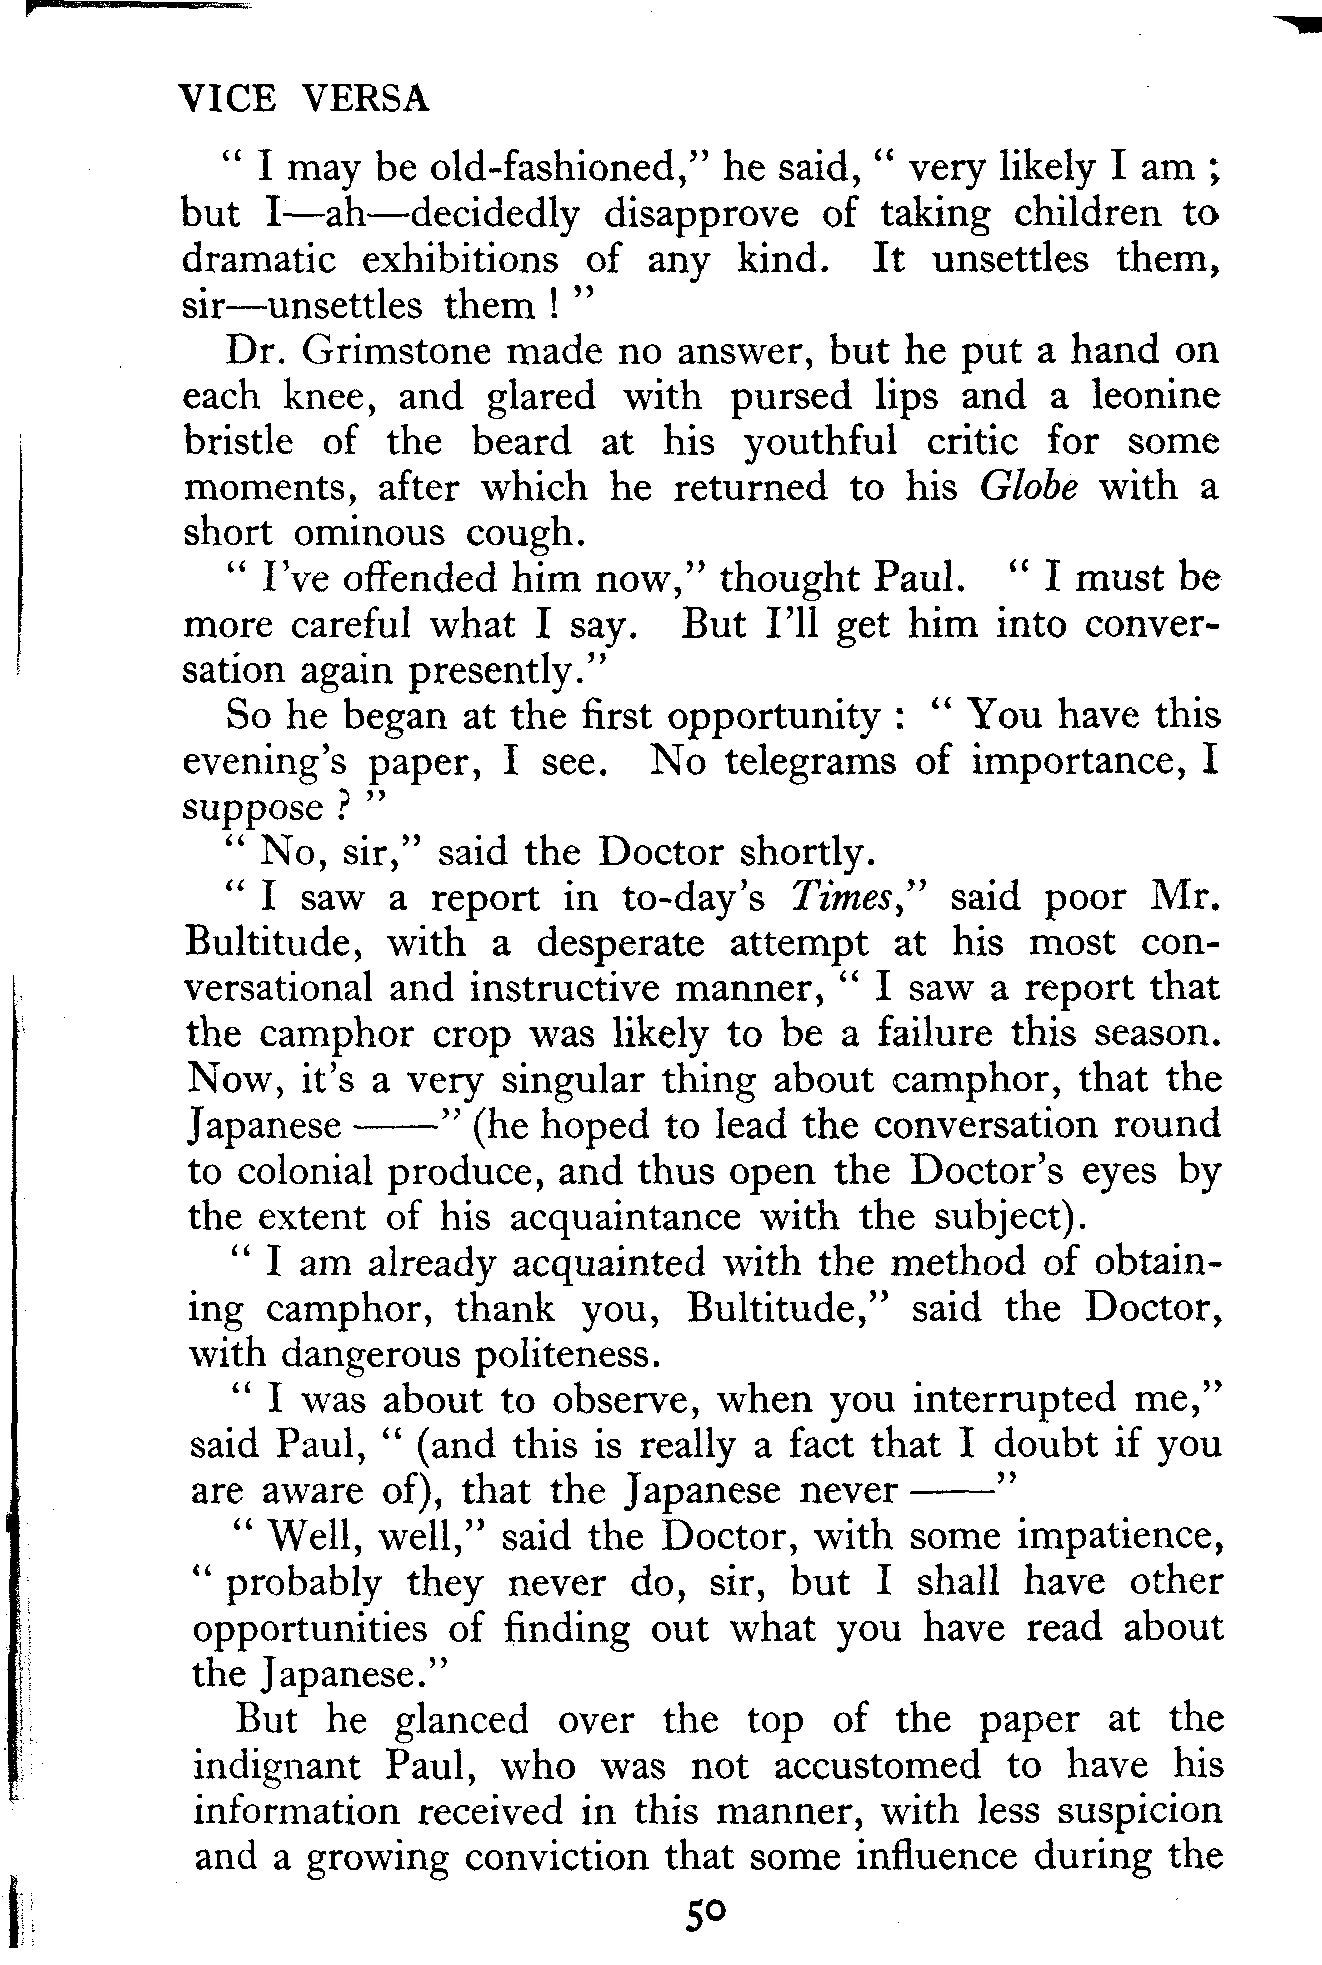 VICE VERSA
“ I may be old-fashioned,” he said, “ very likely I am ;
but I—ah—decidedly disapprove of taking children to
dramatic exhibitions of any kind. It unsettles them,
sir—unsettles them ! ”
Dr. Grimstone made no answer, but he put a hand on
each knee, and glared with pursed lips and a leonine
bristle of the beard at his youthful critic for some
moments, after which he returned to his Globe with a
short ominous cough.
“ I’ve offended him now,” thought Paul. “ I must be
more careful what I say. But I’ll get him into conver-
sation again presently.”
So he began at the first opportunity : “ You have this
evening’s paper, I see. No telegrams of importance, I
suppose ? ”
“ No, sir,” said the Doctor shortly.
“ I saw a report in to-day’s Times,” said poor Mr.
Bultitude, with a desperate attempt at his most con-
versational and instructive manner, “ I saw a report that
the camphor crop was likely to be a failure this season.
Now, it’s a very singular thing about camphor, that the
Japanese ——” (he hoped to lead the conversation round
to colonial produce, and thus open the Doctor’s eyes by
the extent of his acquaintance with the subject).
“ I am already acquainted with the method of obtain-
ing camphor, thank you, Bultitude,” said the Doctor,
with dangerous politeness.
“ I was about to observe, when you interrupted me,”
said Paul, “ (and this is really a fact that I doubt if you
are aware of), that the Japanese never ——”
“ Well, well,” said the Doctor, with some impatience,
“ probably they never do, sir, but I shall have other
opportunities of finding out what you have read about
the Japanese.”
But he glanced over the top of the paper at the
indignant Paul, who was not accustomed to have his
information received in this manner, with less suspicion
and a growing conviction that some influence during the
50